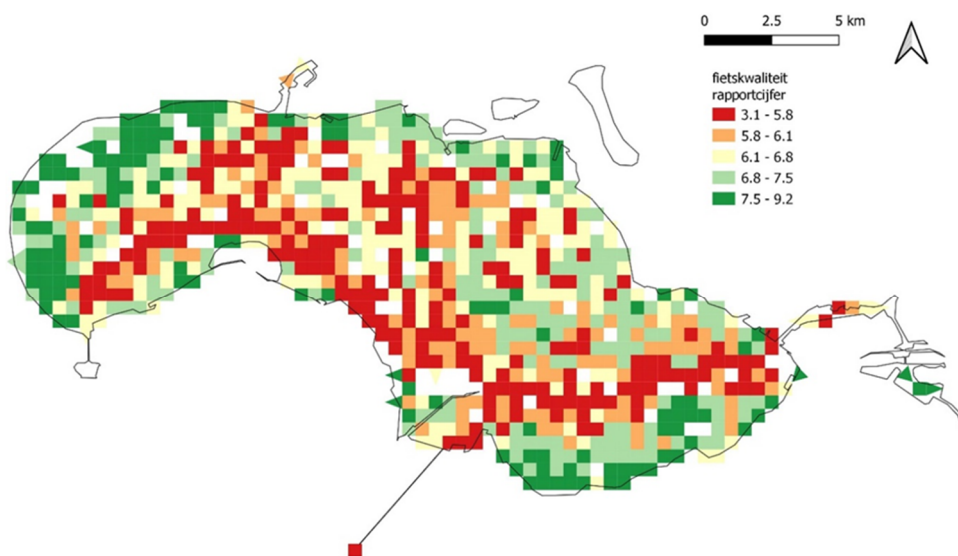 0 2.5 5 km
fietskwaliteit
rapportcijfer
3.1 - 5.8
5.8 - 6.1
6.1 - 6.8
6.8 - 7.5
7.5 - 9.2